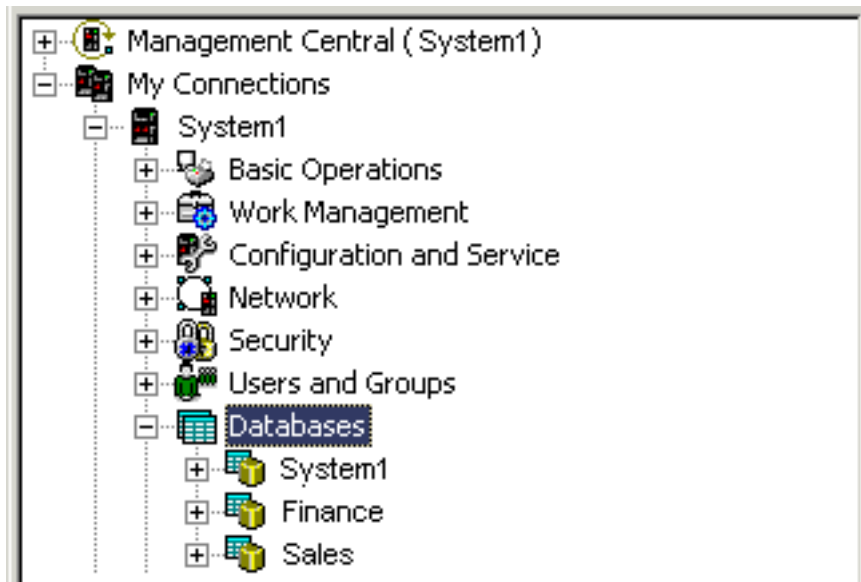 Management Central ( System1)
My Connections
System1
Basic Operations
Work Management
Configuration and Service
Network
Security
Users and Groups
Databases
System1
Finance
Sales